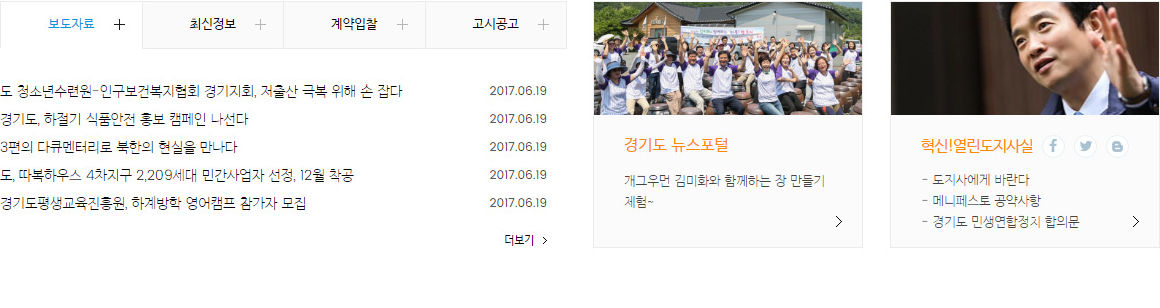 보도자료
최신정보
계약입찰
고시공고
도 청소년수련원-인구보건복지협회 경기지회, 저출산 극복 위해 손 잡다 2017.06.19
경기도, 하절기 식품안전 홍보 캠페인 나선다 2017.06.19
3편의 다큐멘터리로 북한의 현실을 만나다 2017.06.19
도, 따복하우스 4차지구 2,209세대 민간사업자 선정, 12월 착공 2017.06.19
경기도평생교육진흥원, 하계방학 영어캠프 참가자 모집 2017.06.19
더보기
경기도 뉴스포털
개그우먼 김미화와 함께하는 장 만들기
체험~
혁신!열린도지사실
- 도지사에게 바란다
- 메니페스토 공약사항
- 경기도 민생연합정치 합의문